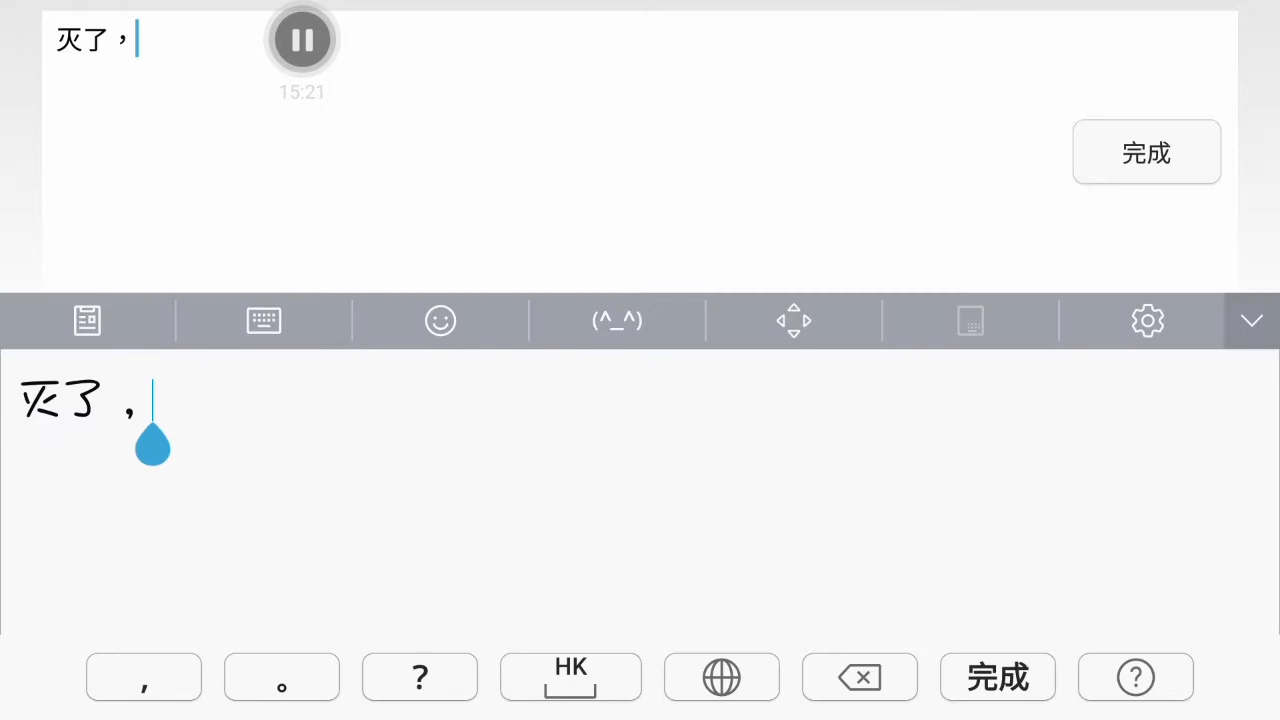 灭了，
15:21
完成
(^_^)
灭了，
, 。 ? HK 完成 ?